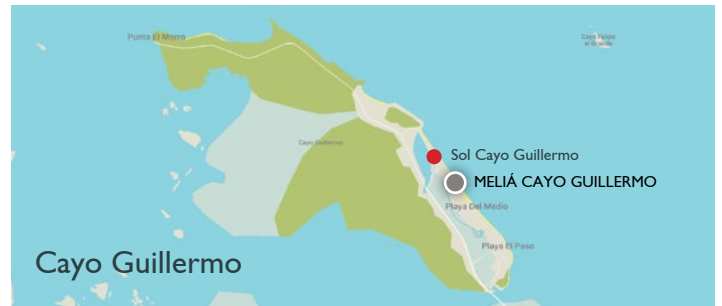 Punta El Morro
Cayo Felipe
el Grande
Cayo Guillermo
Sol Cayo Guillermo
MELIÁ CAYO GUILLERMO
Playa Del Medio
Playa El Paso
Cayo Guillermo